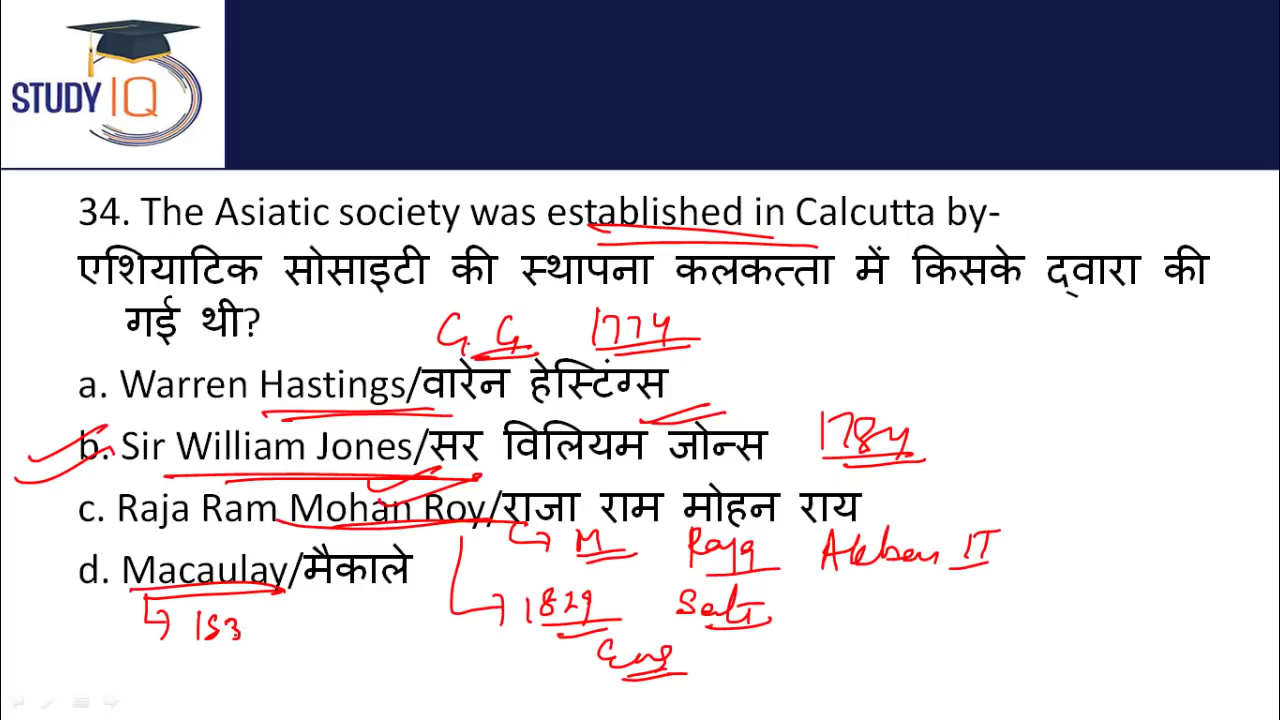 STUDY IQ
34. The Asiatic society was established in Calcutta by-
एशियाटिक सोसाइटी की स्थापना कलकत्ता में किसके द्वारा की
गई थी?
G. G 1774
a. Warren Hastings/वारेन हेस्टिंग्स
b. Sir William Jones/सर विलियम जोन्स 1784
c. Raja Ram Mohan Roy/राजा राम मोहन राय
M Raja Akbar II
d. Macaulay/मैकाले
1829 Sati
183
Eng